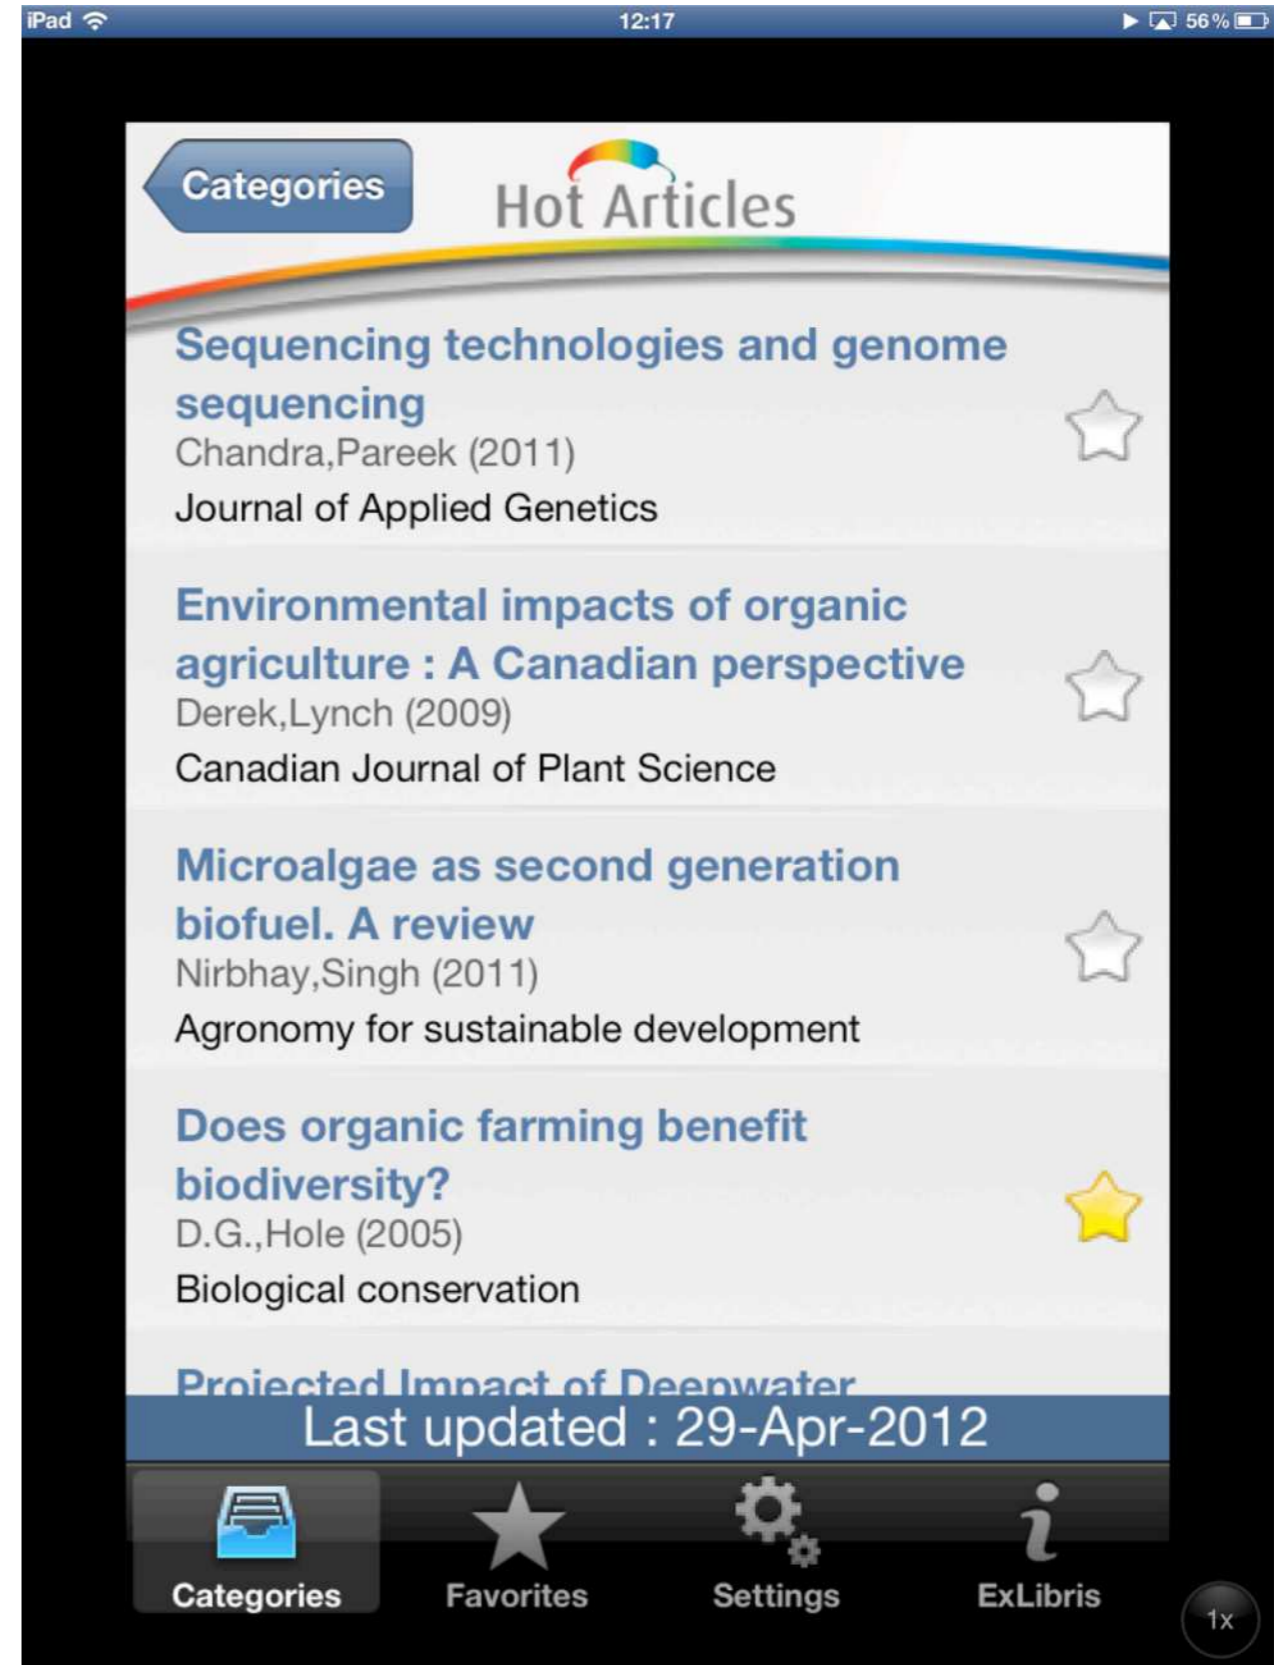 iPad 12:17 56%
Categories
Hot Articles
Sequencing technologies and genome
sequencing
Chandra,Pareek (2011)
Journal of Applied Genetics
Environmental impacts of organic
agriculture : A Canadian perspective
Derek,Lynch (2009)
Canadian Journal of Plant Science
Microalgae as second generation
biofuel. A review
Nirbhay,Singh (2011)
Agronomy for sustainable development
Does organic farming benefit
biodiversity?
D.G.,Hole (2005)
Biological conservation
Projected Impact of Deepwater
Last updated : 29-Apr-2012
Categories Favorites Settings ExLibris
1x